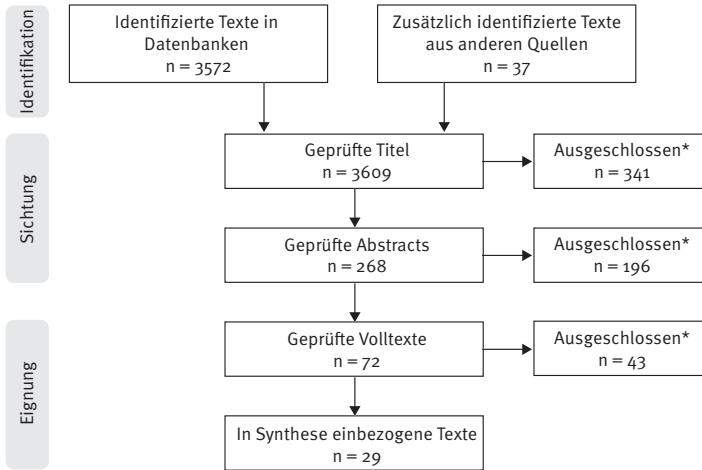 Identifikation
Identifizierte Texte in
Datenbanken
n = 3572
Zusätzlich identifizierte Texte
aus anderen Quellen
n = 37
Sichtung
Geprüfte Titel
n = 3609
Ausgeschlossen*
n = 341
Geprüfte Abstracts
n = 268
Ausgeschlossen*
n = 196
Eignung
Geprüfte Volltexte
n = 72
Ausgeschlossen*
n = 43
In Synthese einbezogene Texte
n = 29